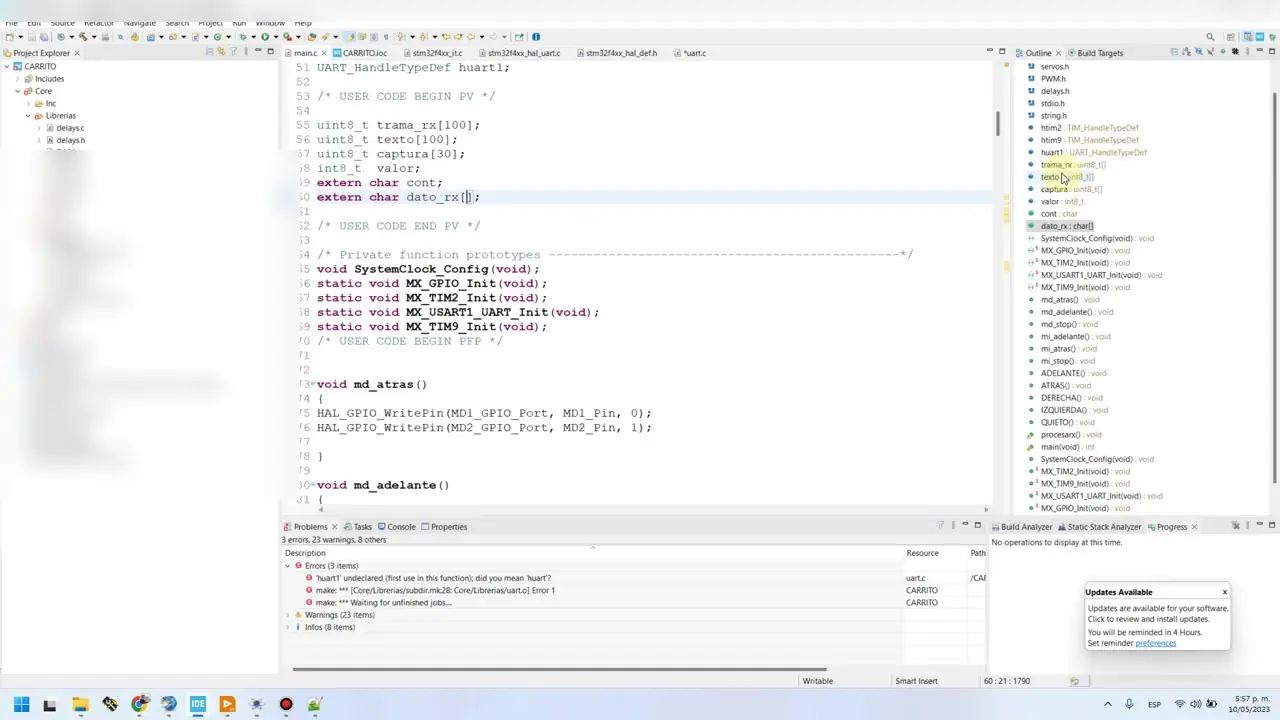 File Edit Source Refactor Navigate Search Project Run Window Help
Project Explorer
main.c CARRITO.ioc stm32f4xx_it.c stm32f4xx_hal_uart.c stm32f4xx_hal_def.h *uart.c
Outline Build Targets
CARRITO
Includes
Core
Inc
Librerias
delays.c
delays.h
51 UART_HandleTypeDef huart1;
52
53 /* USER CODE BEGIN PV */
54
55 uint8_t trama_rx[100];
56 uint8_t texto[100];
57 uint8_t captura[30];
58 int8_t valor;
59 extern char cont;
60 extern char dato_rx[];
61
62 /* USER CODE END PV */
63
64 /* Private function prototypes -----------------------------------------------*/
65 void SystemClock_Config(void);
66 static void MX_GPIO_Init(void);
67 static void MX_TIM2_Init(void);
68 static void MX_USART1_UART_Init(void);
69 static void MX_TIM9_Init(void);
70 /* USER CODE BEGIN PFP */
71
72
73 void md_atras()
74 {
75 HAL_GPIO_WritePin(MD1_GPIO_Port, MD1_Pin, 0);
76 HAL_GPIO_WritePin(MD2_GPIO_Port, MD2_Pin, 1);
77
78 }
79
80 void md_adelante()
81 {
servos.h
PWM.h
delays.h
stdio.h
string.h
htim2 : TIM_HandleTypeDef
htim9 : TIM_HandleTypeDef
huart1 : UART_HandleTypeDef
trama_rx : uint8_t[]
texto : uint8_t[]
captura : uint8_t[]
valor : int8_t
cont : char
dato_rx : char[]
SystemClock_Config(void) : void
MX_GPIO_Init(void) : void
MX_TIM2_Init(void) : void
MX_USART1_UART_Init(void) : void
MX_TIM9_Init(void) : void
md_atras() : void
md_adelante() : void
md_stop() : void
mi_adelante() : void
mi_atras() : void
mi_stop() : void
ADELANTE() : void
ATRAS() : void
DERECHA() : void
IZQUIERDA() : void
QUIETO() : void
procesarx() : void
main(void) : int
SystemClock_Config(void) : void
MX_TIM2_Init(void) : void
MX_TIM9_Init(void) : void
MX_USART1_UART_Init(void) : void
MX_GPIO_Init(void) : void
Problems Tasks Console Properties
3 errors, 23 warnings, 8 others
Description Resource Path
Errors (3 items)
'huart1' undeclared (first use in this function); did you mean 'huart'? uart.c /CAR
make: *** [Core/Librerias/subdir.mk:28: Core/Librerias/uart.o] Error 1 CARRITO
make: *** Waiting for unfinished jobs.... CARRITO
Warnings (23 items)
Infos (8 items)
Build Analyzer Static Stack Analyzer Progress
No operations to display at this time.
Updates Available
Updates are available for your software.
Click to review and install updates.
You will be reminded in 4 Hours.
Set reminder preferences
Writable Smart Insert 60 : 21 : 1790
IDE
ESP
5:57 p. m.
10/05/2023